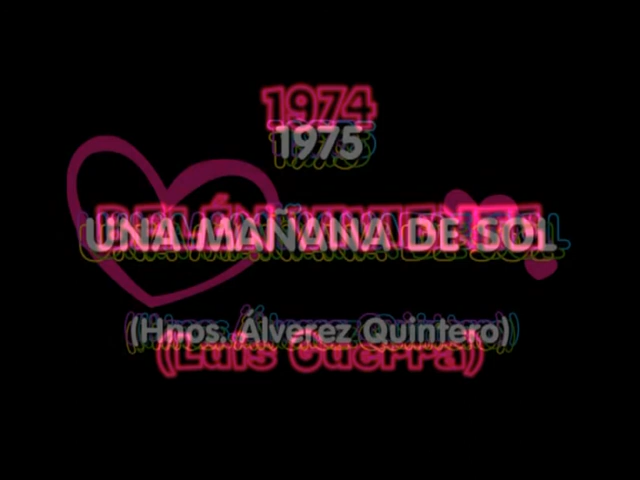 1974
1975
UNA MAÑANA DE SOL
(Hnos. Álverez Quintero)
(Luis Guerra)